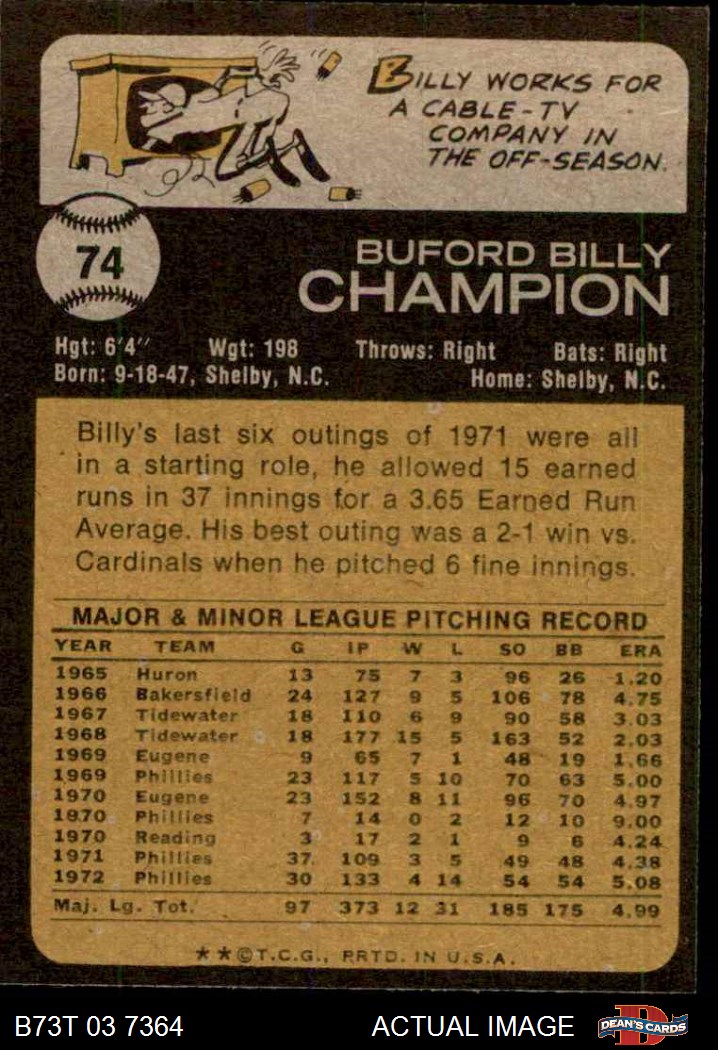 BILLY WORKS FOR
A CABLE-TV
COMPANY IN
THE OFF-SEASON.
74
BUFORD BILLY
CHAMPION
Hgt: 6'4" Wgt: 198 Throws: Right Bats: Right
Born: 9-18-47, Shelby, N.C. Home: Shelby, N.C.
Billy's last six outings of 1971 were all
in a starting role, he allowed 15 earned
runs in 37 innings for a 3.65 Earned Run
Average. His best outing was a 2-1 win vs.
Cardinals when he pitched 6 fine innings.
MAJOR & MINOR LEAGUE PITCHING RECORD
YEAR TEAM G IP W L SO BB ERA
1965 Huron 13 75 7 3 96 26 1.20
1966 Bakersfield 24 127 9 5 106 78 4.75
1967 Tidewater 18 110 6 9 90 58 3.03
1968 Tidewater 18 177 15 5 163 52 2.03
1969 Eugene 9 65 7 1 48 19 1.66
1969 Phillies 23 117 5 10 70 63 5.00
1970 Eugene 23 152 8 11 96 70 4.97
1870 Phillies 7 14 0 2 12 10 9.00
1970 Reading 3 17 2 1 9 6 4.24
1971 Phillies 37 109 3 5 49 48 4.38
1972 Phillies 30 133 4 14 54 54 5.08
Maj. Lg. Tot. 97 373 12 31 185 175 4.99
**©T.C.G., PRTD. IN U.S.A.
B73T 03 7364 ACTUAL IMAGE DEAN'S CARDS